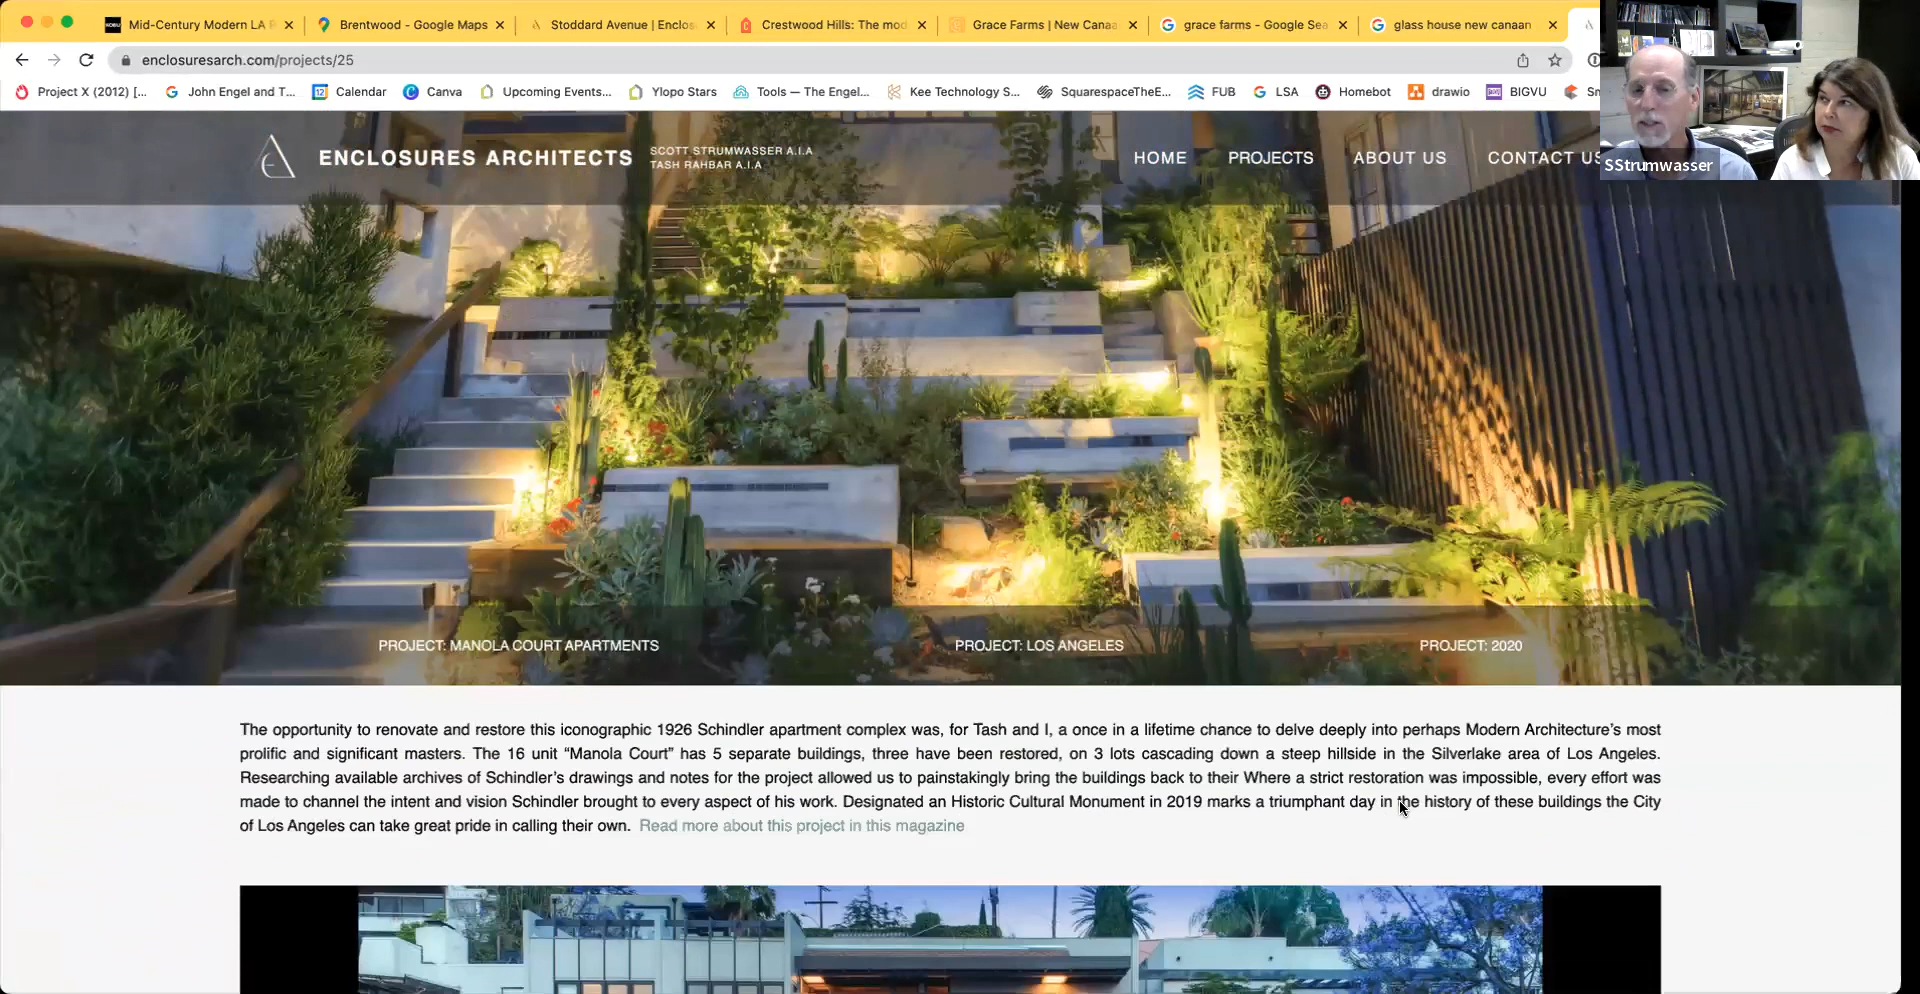 Mid-Century Modern LA R
Brentwood - Google Maps
Stoddard Avenue | Enclos
Crestwood Hills: The mod
Grace Farms | New Canaa
grace farms - Google Sea
glass house new canaan
enclosuresarch.com/projects/25
Project X (2012) [...
John Engel and T...
Calendar
Canva
Upcoming Events...
Ylopo Stars
Tools — The Engel...
Kee Technology S...
SquarespaceTheE...
FUB
LSA
Homebot
drawio
BIGVU
ENCLOSURES ARCHITECTS
SCOTT STRUMWASSER A.I.A
TASH RAHBAR A.I.A
HOME
PROJECTS
ABOUT US
CONTACT US
SStrumwasser
PROJECT: MANOLA COURT APARTMENTS
PROJECT: LOS ANGELES
PROJECT: 2020
The opportunity to renovate and restore this iconographic 1926 Schindler apartment complex was, for Tash and I, a once in a lifetime chance to delve deeply into perhaps Modern Architecture's most
prolific and significant masters. The 16 unit “Manola Court” has 5 separate buildings, three have been restored, on 3 lots cascading down a steep hillside in the Silverlake area of Los Angeles.
Researching available archives of Schindler's drawings and notes for the project allowed us to painstakingly bring the buildings back to their Where a strict restoration was impossible, every effort was
made to channel the intent and vision Schindler brought to every aspect of his work. Designated an Historic Cultural Monument in 2019 marks a triumphant day in the history of these buildings the City
of Los Angeles can take great pride in calling their own. Read more about this project in this magazine